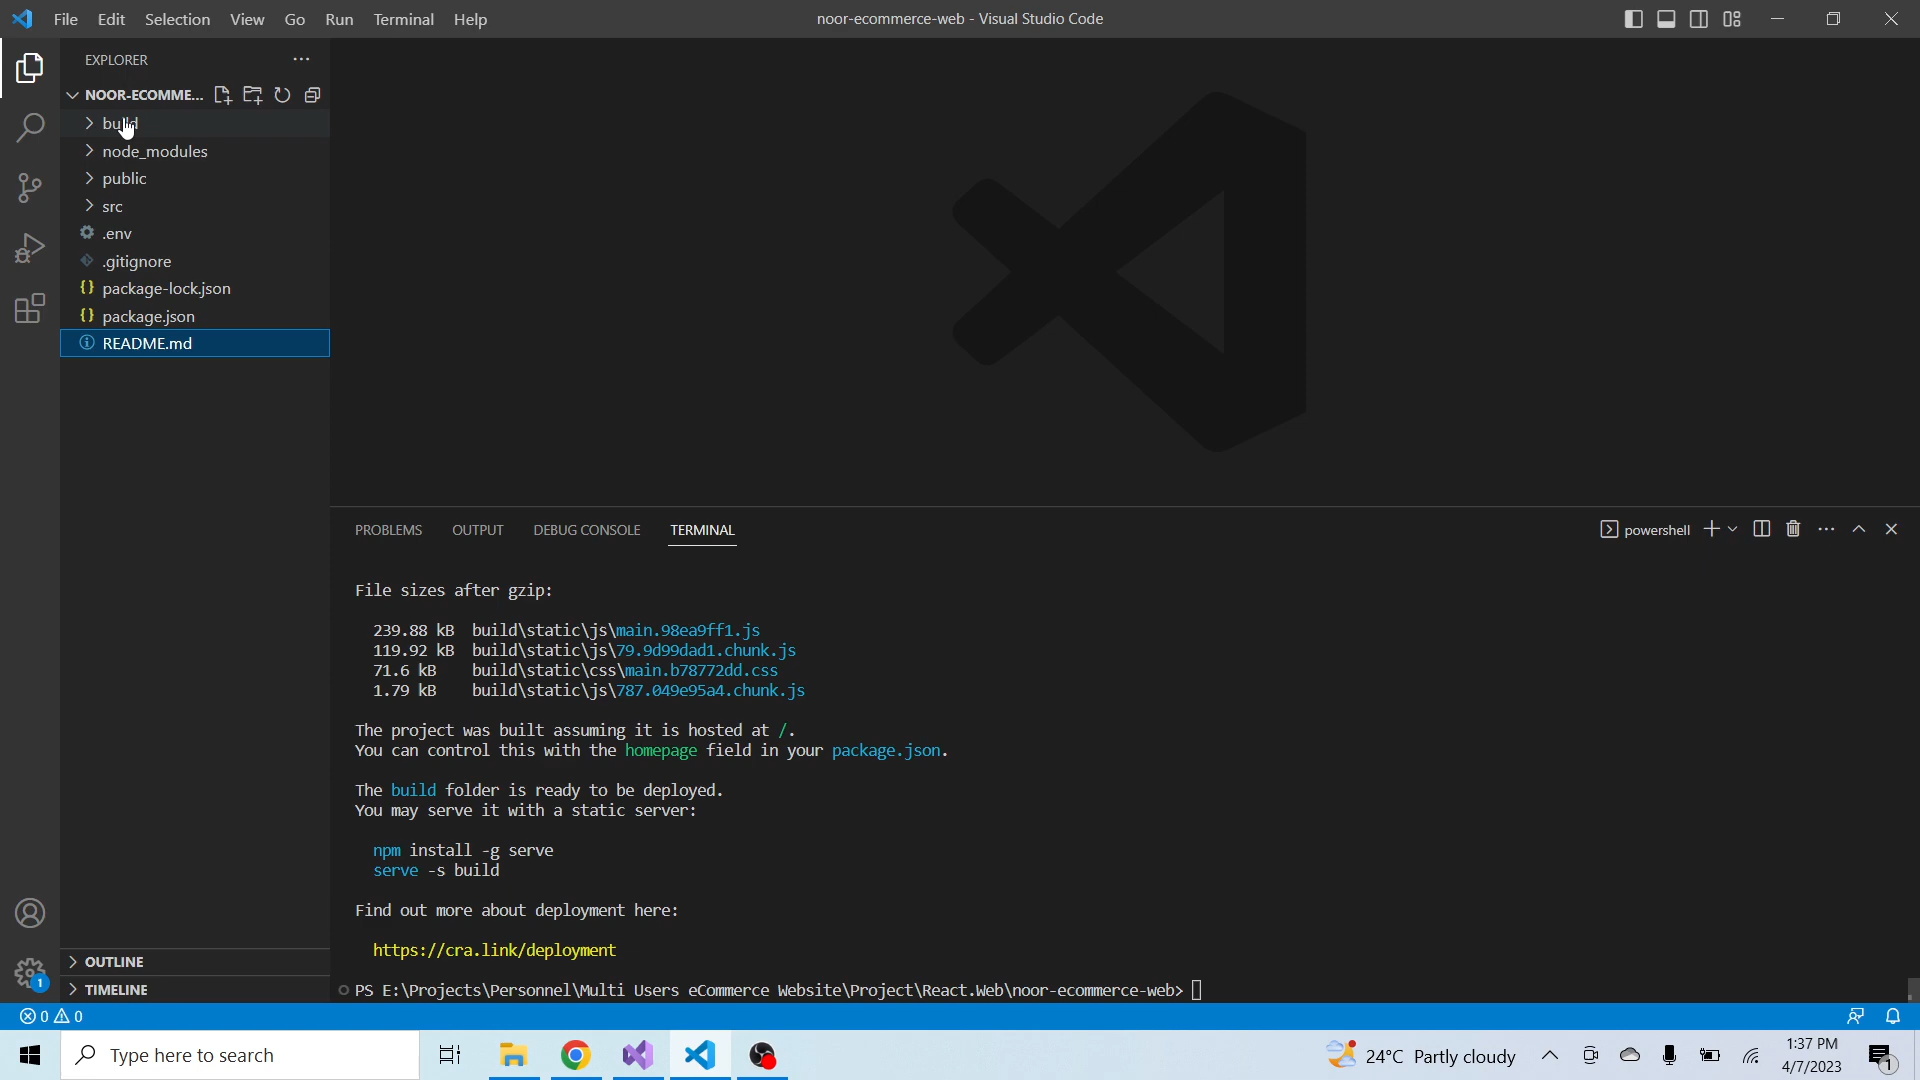 File Edit Selection View Go Run Terminal Help
noor-ecommerce-web - Visual Studio Code
EXPLORER
NOOR-ECOMME...
build
node_modules
public
src
.env
.gitignore
package-lock.json
package.json
README.md
OUTLINE
TIMELINE
PROBLEMS OUTPUT DEBUG CONSOLE TERMINAL
powershell
File sizes after gzip:
239.88 kB build\static\js\main.98ea9ff1.js
119.92 kB build\static\js\79.9d99dad1.chunk.js
71.6 kB build\static\css\main.b78772dd.css
1.79 kB build\static\js\787.049e95a4.chunk.js
The project was built assuming it is hosted at /.
You can control this with the homepage field in your package.json.
The build folder is ready to be deployed.
You may serve it with a static server:
npm install -g serve
serve -s build
Find out more about deployment here:
https://cra.link/deployment
PS E:\Projects\Personnel\Multi Users eCommerce Website\Project\React.Web\noor-ecommerce-web>
1
0 0
Type here to search
24°C Partly cloudy
1:37 PM
4/7/2023
1